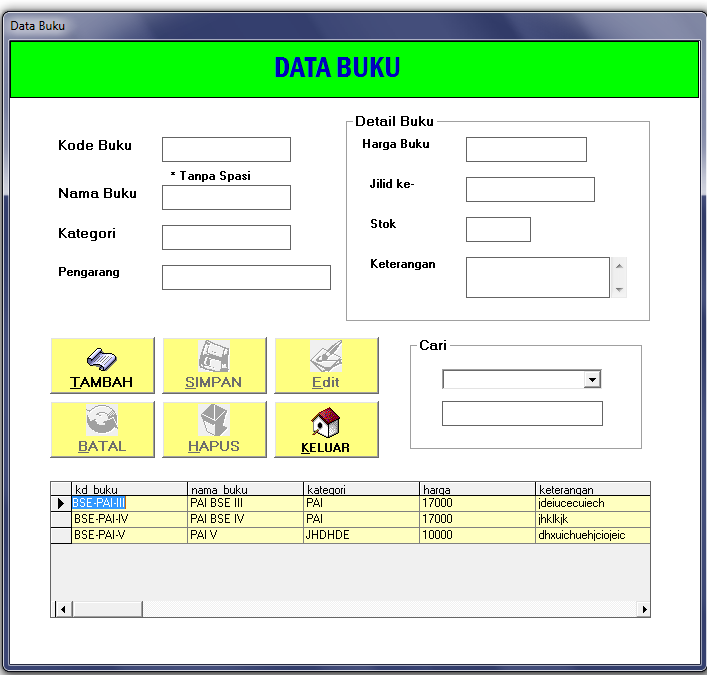 Data Buku
DATA BUKU
Kode Buku
* Tanpa Spasi
Nama Buku
Kategori
Pengarang
Detail Buku
Harga Buku
Jilid ke-
Stok
Keterangan
TAMBAH
SIMPAN
Edit
BATAL
HAPUS
KELUAR
Cari
kd_buku nama_buku kategori harga keterangan
BSE-PAI-III PAI BSE III PAI 17000 jdeiucecuiech
BSE-PAI-IV PAI BSE IV PAI 17000 jhklkjk
BSE-PAI-V PAI V JHDHDE 10000 dhxuichuehjciojeic